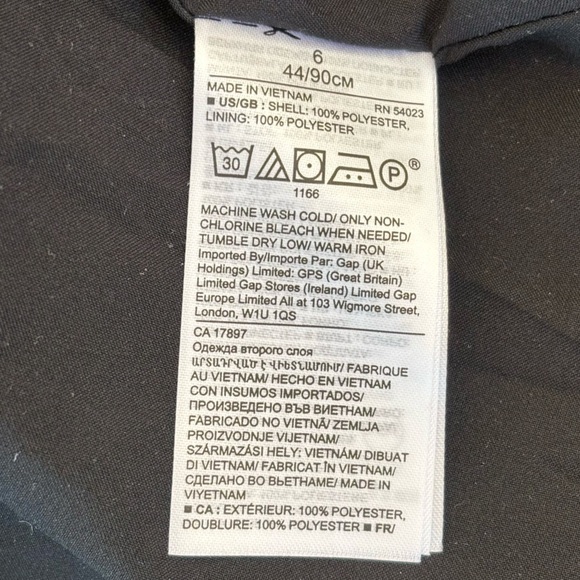 6
44/90CM
MADE IN VIETNAM RN 54023
■ US/GB : SHELL: 100% POLYESTER,
LINING: 100% POLYESTER
30 P ®
1166
MACHINE WASH COLD/ ONLY NON-
CHLORINE BLEACH WHEN NEEDED/
TUMBLE DRY LOW/ WARM IRON
Imported By/Importe Par: Gap (UK
Holdings) Limited: GPS (Great Britain)
Limited Gap Stores (Ireland) Limited Gap
Europe Limited All at 103 Wigmore Street,
London, W1U 1QS
CA 17897
Одежда второго слоя
ԱՐՏԱԴՐՎԱԾ Է ՎԻԵՏՆԱՄՈՒՄ/ FABRIQUE
AU VIETNAM/ HECHO EN VIETNAM
CON INSUMOS IMPORTADOS/
ПРОИЗВЕДЕНО ВЪВ ВИЕТНАМ/
FABRICADO NO VIETNÃ/ ZEMLJA
PROIZVODNJE VIJETNAM/
SZÁRMAZÁSI HELY: VIETNÁM/ DIBUAT
DI VIETNAM/ FABRICAT ÎN VIETNAM/
СДЕЛАНО ВО ВЬЕТНАМЕ/ MADE IN
VIYETNAM
■ CA : EXTÉRIEUR: 100% POLYESTER,
DOUBLURE: 100% POLYESTER ■ FR/